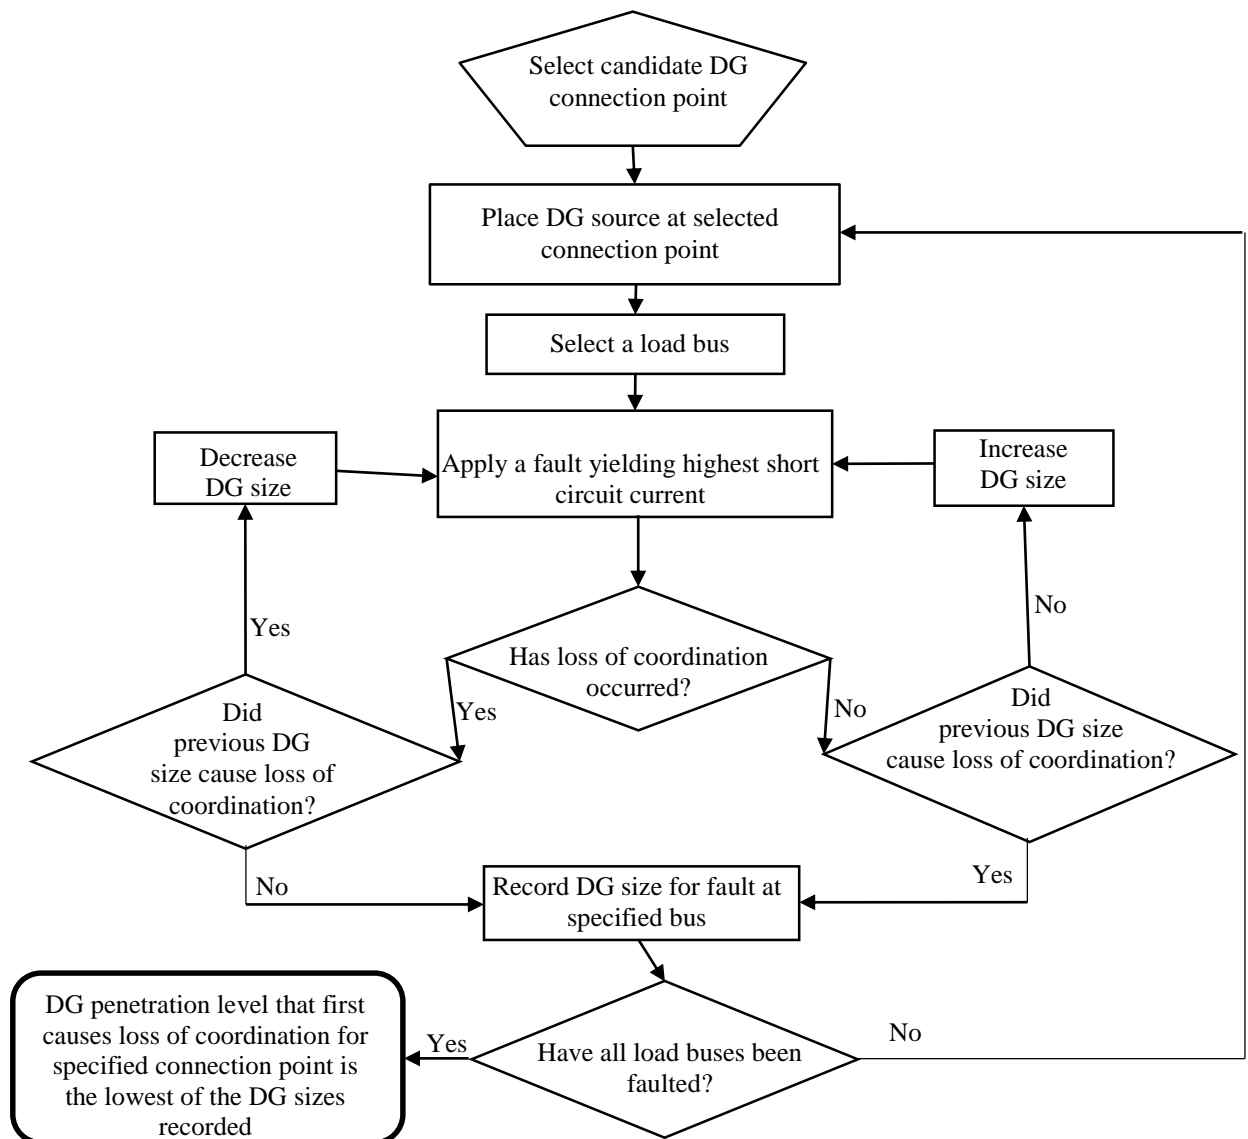 Select candidate DG
connection point
Place DG source at selected
connection point
Select a load bus
Decrease
DG size
Apply a fault yielding highest short
circuit current
Increase
DG size
Yes
No
Has loss of coordination
occurred?
Yes
No
Did
previous DG
size cause loss of
coordination?
Did
previous DG size
cause loss of coordination?
No
Record DG size for fault at
specified bus
Yes
DG penetration level that first
causes loss of coordination for
specified connection point is
the lowest of the DG sizes
recorded
Yes
Have all load buses been
faulted?
No